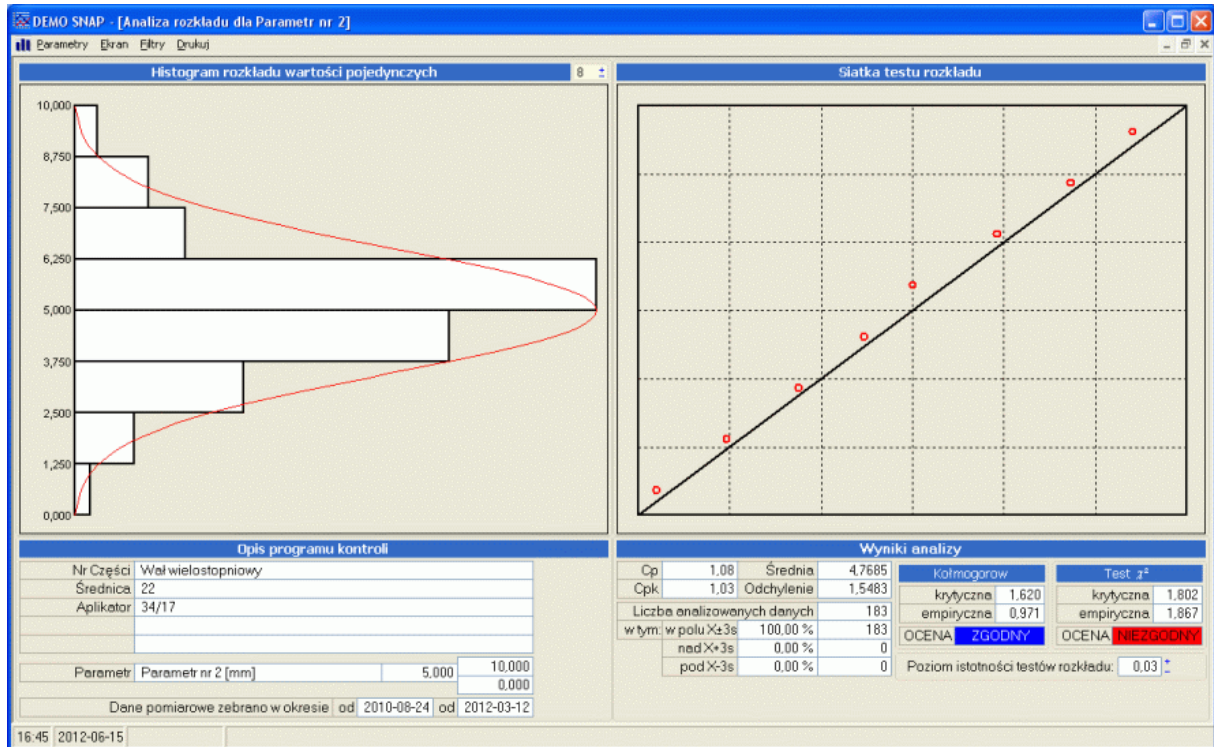 DEMO SNAP - [Analiza rozkładu dla Parametr nr 2]
Parametry Ekran Filtry Drukuj
Histogram rozkładu wartości pojedynczych 8 ±
Siatka testu rozkładu
10,000
8,750
7,500
6,250
5,000
3,750
2,500
1,250
0,000
Opis programu kontroli
Nr Części Wał wielostopniowy
Średnica 22
Aplikator 34/17
Parametr Parametr nr 2 [mm] 5,000 10,000
0,000
Dane pomiarowe zebrano w okresie od 2010-08-24 od 2012-03-12
Wyniki analizy
Cp 1,08 Średnia 4,7685
Cpk 1,03 Odchylenie 1,5483
Liczba analizowanych danych 183
w tym: w polu X±3s 100,00 % 183
nad X+3s 0,00 % 0
pod X-3s 0,00 % 0
Kołmogorow
krytyczna 1,620
empiryczna 0,971
OCENA ZGODNY
Test χ²
krytyczna 1,802
empiryczna 1,867
OCENA NIEZGODNY
Poziom istotności testów rozkładu: 0,03 ±
16:45 2012-06-15